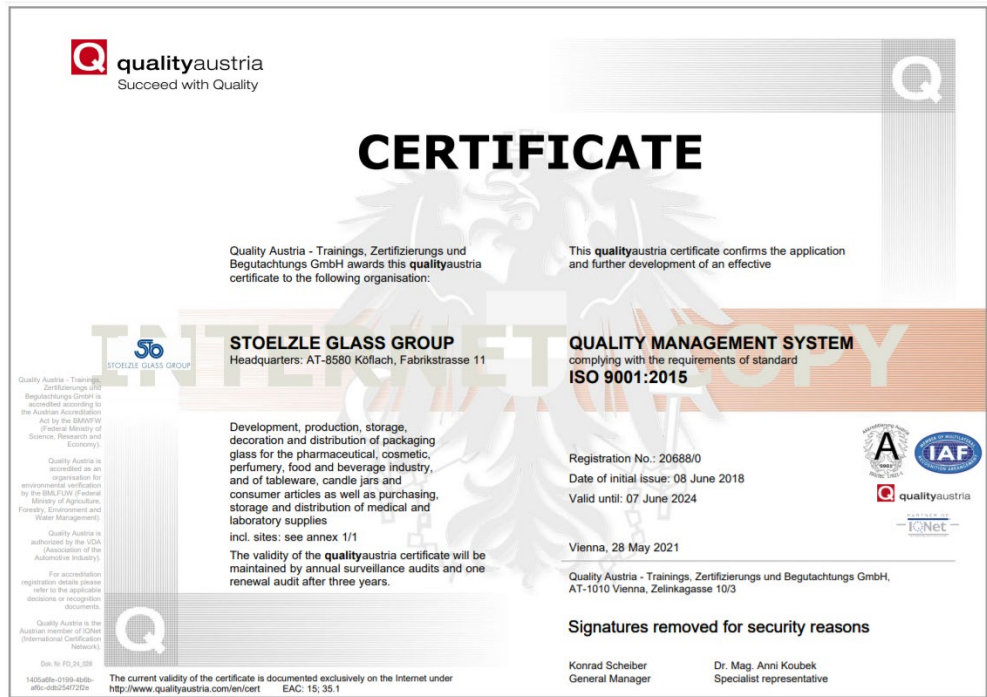 Q
qualityaustria
Succeed with Quality
Q
CERTIFICATE
Quality Austria - Trainings, Zertifizierungs und
Begutachtungs GmbH awards this qualityaustria
certificate to the following organisation:
This qualityaustria certificate confirms the application
and further development of an effective
INTERNET COPY
STOELZLE GLASS GROUP
STOELZLE GLASS GROUP
Headquarters: AT-8580 Köflach, Fabrikstrasse 11
QUALITY MANAGEMENT SYSTEM
complying with the requirements of standard
ISO 9001:2015
Quality Austria - Trainings,
Zertifizierungs und
Begutachtungs GmbH is
accredited according to
the Austrian Accreditation
Act by the BMWFW
(Federal Ministry of
Science, Research and
Economy).
Quality Austria is
accredited as an
organisation for
environmental verification
by the BMLFUW (Federal
Ministry of Agriculture,
Forestry, Environment and
Water Management).
Quality Austria is
authorized by the VDA
(Association of the
Automotive Industry).
For accreditation
registration details please
refer to the applicable
decisions or recognition
documents.
Quality Austria is the
Austrian member of IQNet
(International Certification
Network).
Dok. Nr. FO_24_028
Development, production, storage,
decoration and distribution of packaging
glass for the pharmaceutical, cosmetic,
perfumery, food and beverage industry,
and of tableware, candle jars and
consumer articles as well as purchasing,
storage and distribution of medical and
laboratory supplies
incl. sites: see annex 1/1
The validity of the qualityaustria certificate will be
maintained by annual surveillance audits and one
renewal audit after three years.
Registration No.: 20688/0
Date of initial issue: 08 June 2018
Valid until: 07 June 2024
A
IAF
Q qualityaustria
PARTNER OF
IQNet
Vienna, 28 May 2021
Quality Austria - Trainings, Zertifizierungs und Begutachtungs GmbH,
AT-1010 Vienna, Zelinkagasse 10/3
Signatures removed for security reasons
Q
Konrad Scheiber
General Manager
Dr. Mag. Anni Koubek
Specialist representative
The current validity of the certificate is documented exclusively on the Internet under
http://www.qualityaustria.com/en/cert EAC: 15; 35.1